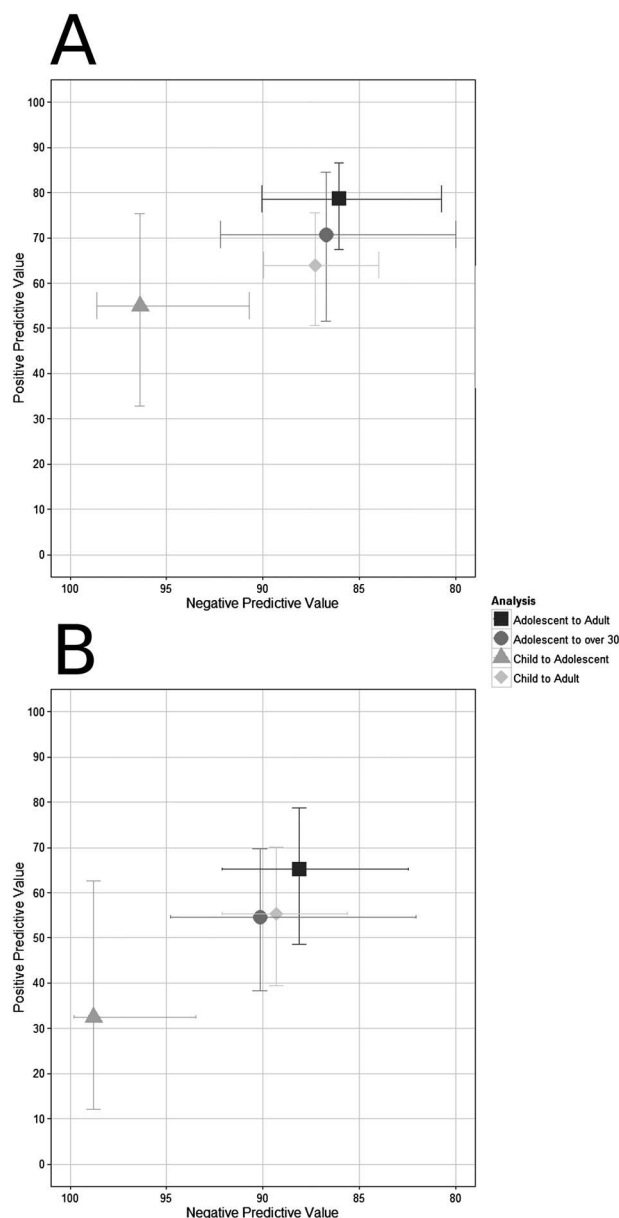 A
100
90
80
70
60
50
40
30
20
10
0
Positive Predictive Value
100 95 90 85 80
Negative Predictive Value
Analysis
Adolescent to Adult
Adolescent to over 30
Child to Adolescent
Child to Adult
B
100
90
80
70
60
50
40
30
20
10
0
Positive Predictive Value
100 95 90 85 80
Negative Predictive Value